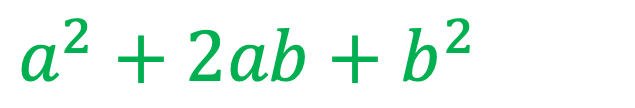 a² + 2ab + b²